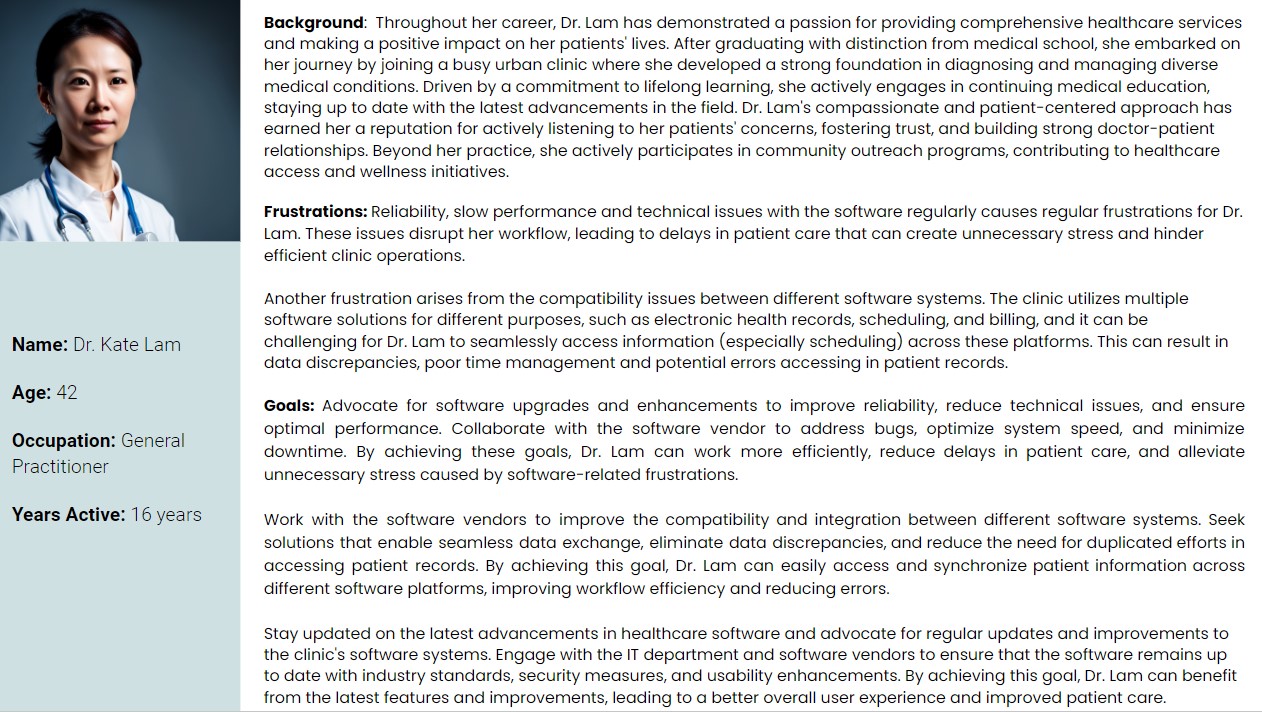 Background:  Throughout her career, Dr. Lam has demonstrated a passion for providing comprehensive healthcare services
and making a positive impact on her patients' lives. After graduating with distinction from medical school, she embarked on
her journey by joining a busy urban clinic where she developed a strong foundation in diagnosing and managing diverse
medical conditions. Driven by a commitment to lifelong learning, she actively engages in continuing medical education,
staying up to date with the latest advancements in the field. Dr. Lam's compassionate and patient-centered approach has
earned her a reputation for actively listening to her patients' concerns, fostering trust, and building strong doctor-patient
relationships. Beyond her practice, she actively participates in community outreach programs, contributing to healthcare
access and wellness initiatives.
Frustrations: Reliability, slow performance and technical issues with the software regularly causes regular frustrations for Dr.
Lam. These issues disrupt her workflow, leading to delays in patient care that can create unnecessary stress and hinder
efficient clinic operations.
Another frustration arises from the compatibility issues between different software systems. The clinic utilizes multiple
software solutions for different purposes, such as electronic health records, scheduling, and billing, and it can be
challenging for Dr. Lam to seamlessly access information (especially scheduling) across these platforms. This can result in
data discrepancies, poor time management and potential errors accessing in patient records.
Goals: Advocate for software upgrades and enhancements to improve reliability, reduce technical issues, and ensure
optimal performance. Collaborate with the software vendor to address bugs, optimize system speed, and minimize
downtime. By achieving these goals, Dr. Lam can work more efficiently, reduce delays in patient care, and alleviate
unnecessary stress caused by software-related frustrations.
Work with the software vendors to improve the compatibility and integration between different software systems. Seek
solutions that enable seamless data exchange, eliminate data discrepancies, and reduce the need for duplicated efforts in
accessing patient records. By achieving this goal, Dr. Lam can easily access and synchronize patient information across
different software platforms, improving workflow efficiency and reducing errors.
Stay updated on the latest advancements in healthcare software and advocate for regular updates and improvements to
the clinic's software systems. Engage with the IT department and software vendors to ensure that the software remains up
to date with industry standards, security measures, and usability enhancements. By achieving this goal, Dr. Lam can benefit
from the latest features and improvements, leading to a better overall user experience and improved patient care.
Name: Dr. Kate Lam
Age: 42
Occupation: General
Practitioner
Years Active: 16 years